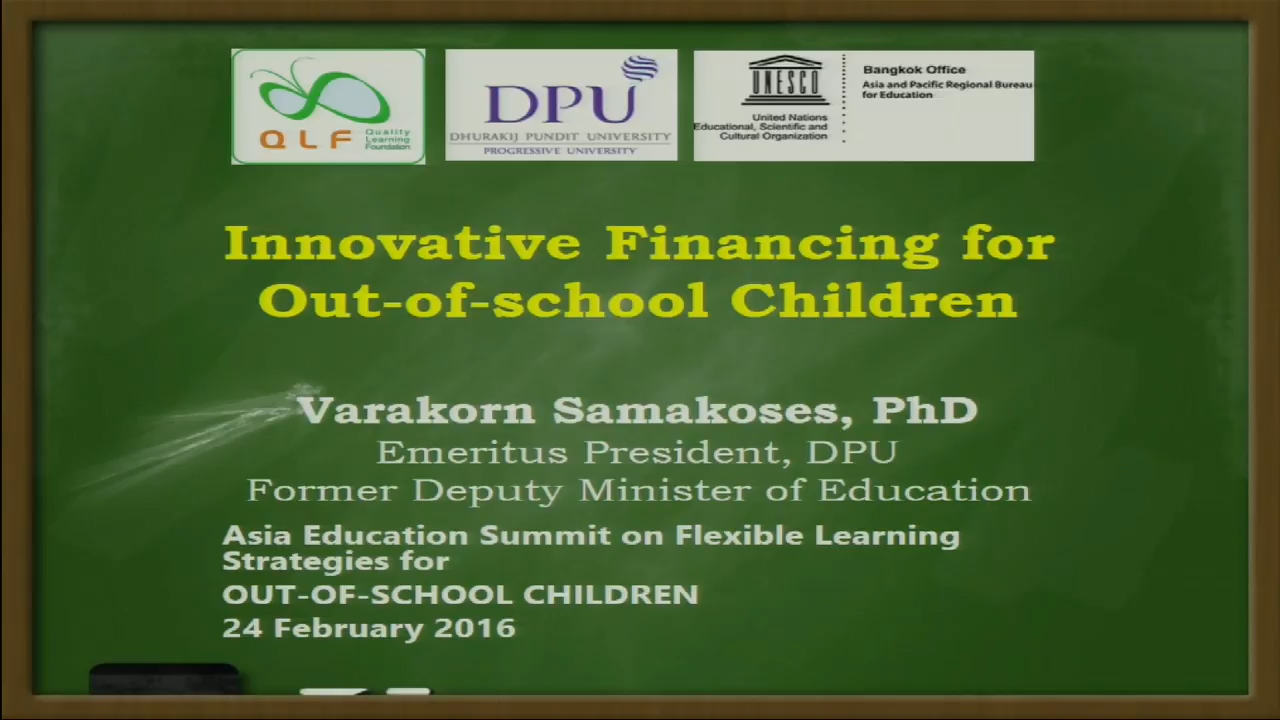 QLF
Quality
Learning
Foundation
DPU
DHURAKIJ PUNDIT UNIVERSITY
PROGRESSIVE UNIVERSITY
UNESCO
United Nations
Educational, Scientific and
Cultural Organization
Bangkok Office
Asia and Pacific Regional Bureau
for Education
Innovative Financing for
Out-of-school Children
Varakorn Samakoses, PhD
Emeritus President, DPU
Former Deputy Minister of Education
Asia Education Summit on Flexible Learning
Strategies for
OUT-OF-SCHOOL CHILDREN
24 February 2016